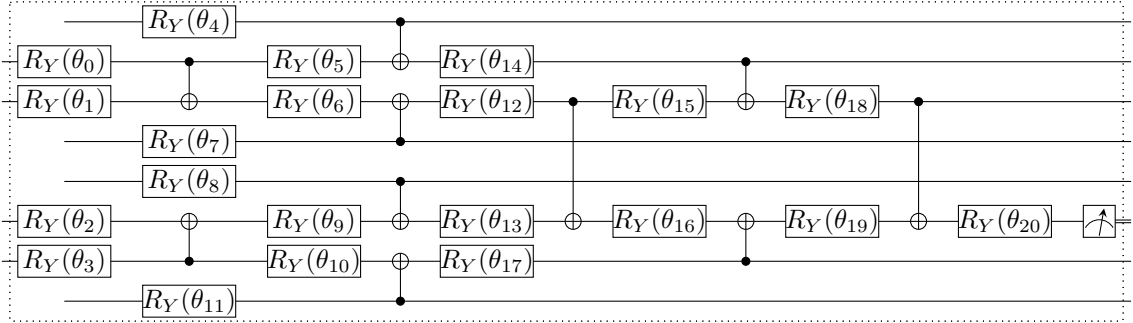 R_Y(θ_4)
R_Y(θ_0) R_Y(θ_5) R_Y(θ_14)
R_Y(θ_1) R_Y(θ_6) R_Y(θ_12) R_Y(θ_15) R_Y(θ_18)
R_Y(θ_7)
R_Y(θ_8)
R_Y(θ_2) R_Y(θ_9) R_Y(θ_13) R_Y(θ_16) R_Y(θ_19) R_Y(θ_20)
R_Y(θ_3) R_Y(θ_10) R_Y(θ_17)
R_Y(θ_11)